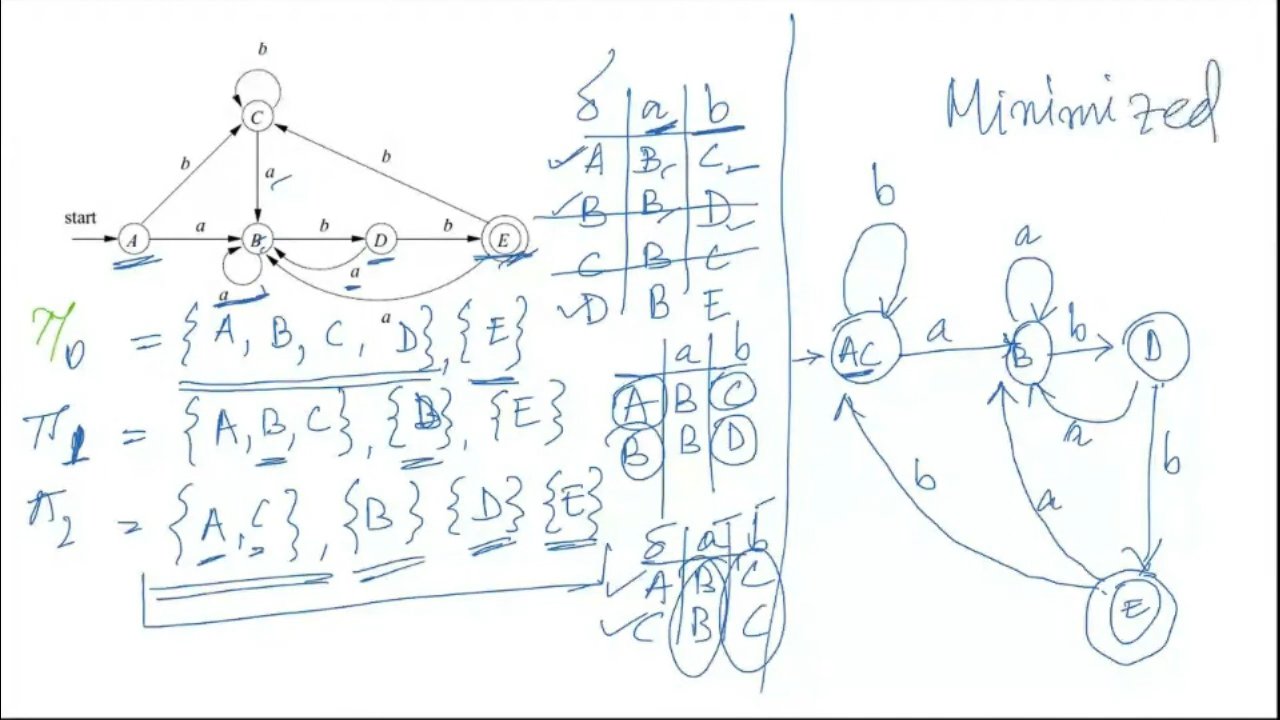 b
C
b
b
a
start
A
a
B
b
D
b
E
a
a
a
π0 = {A, B, C, D}, {E}
π1 = {A, B, C}, {D}, {E}
π2 = {A, C}, {B} {D} {E}
δ a b
A B C
B B D
C B C
D B E
a b
A B C
B B D
δ a b
A B C
C B C
Minimized
b
a
AC
a
B
b
D
a
b
b
a
E